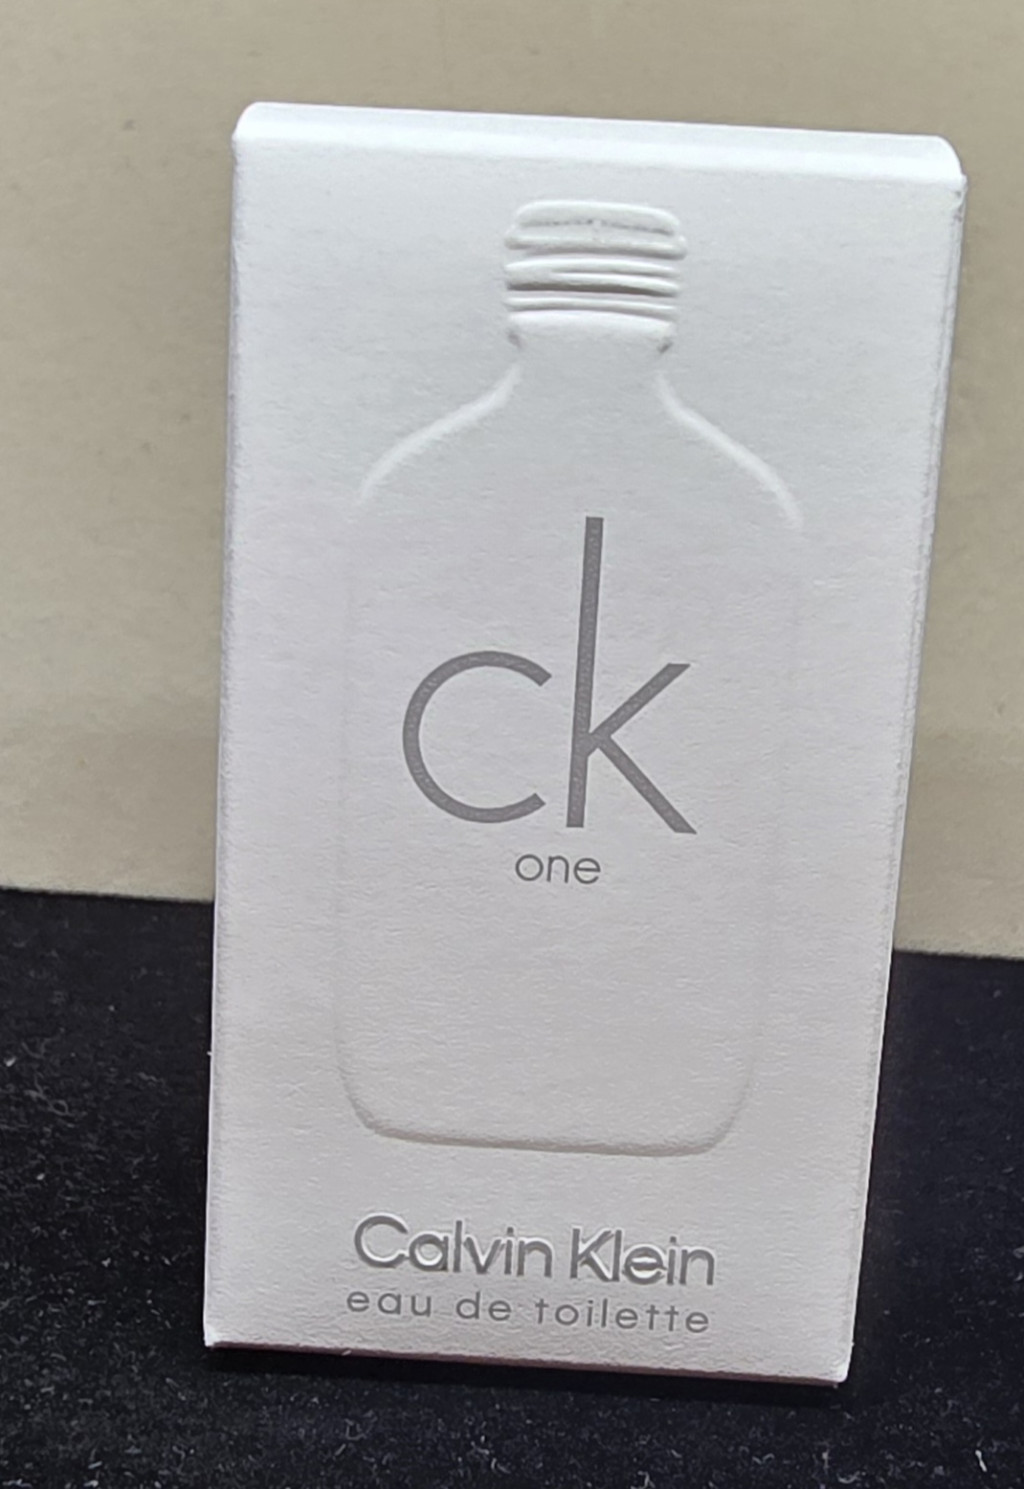 ck
one
Calvin Klein
eau de toilette